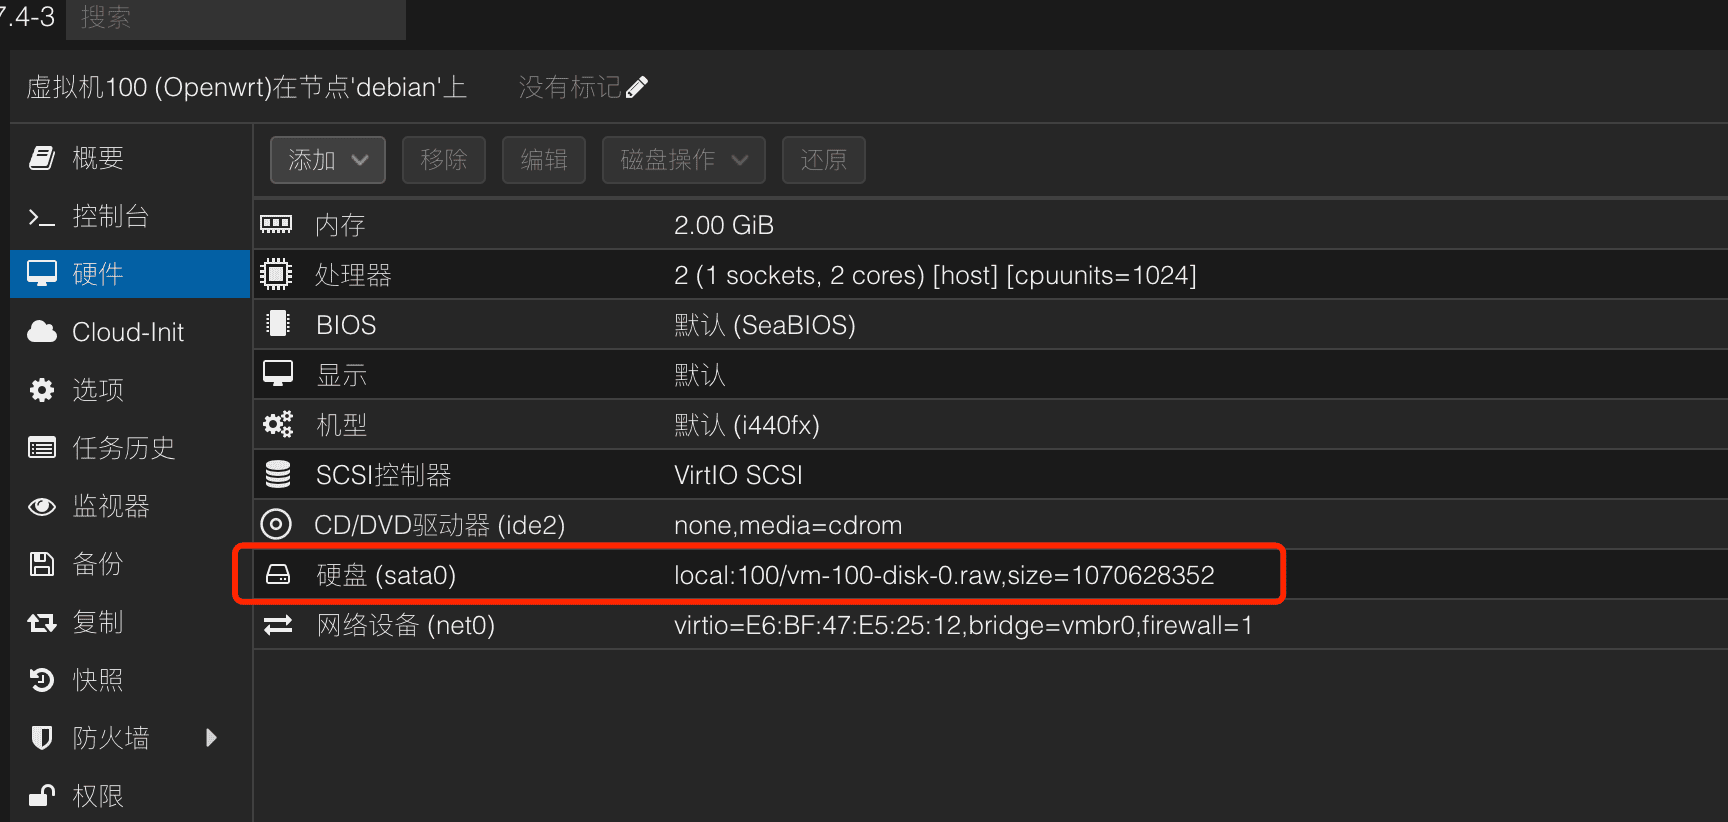 7.4-3 搜索
虚拟机100 (Openwrt)在节点'debian'上 没有标记
概要
控制台
硬件
Cloud-Init
选项
任务历史
监视器
备份
复制
快照
防火墙
权限
添加 移除 编辑 磁盘操作 还原
内存 2.00 GiB
处理器 2 (1 sockets, 2 cores) [host] [cpuunits=1024]
BIOS 默认 (SeaBIOS)
显示 默认
机型 默认 (i440fx)
SCSI控制器 VirtIO SCSI
CD/DVD驱动器 (ide2) none,media=cdrom
硬盘 (sata0) local:100/vm-100-disk-0.raw,size=1070628352
网络设备 (net0) virtio=E6:BF:47:E5:25:12,bridge=vmbr0,firewall=1